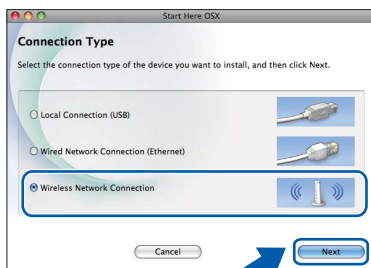 Start Here OSX
Connection Type
Select the connection type of the device you want to install, and then click Next.
Local Connection (USB)
Wired Network Connection (Ethernet)
Wireless Network Connection
Cancel
Next